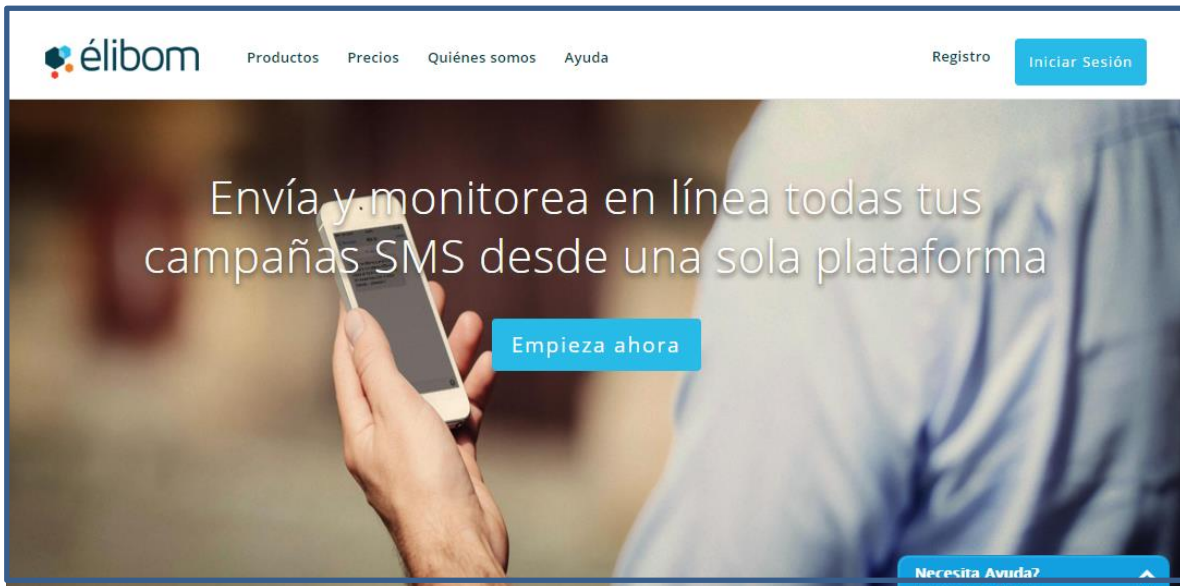 élibom
Productos Precios Quiénes somos Ayuda
Registro
Iniciar Sesión
Envía y monitorea en línea todas tus
campañas SMS desde una sola plataforma
Empieza ahora
Necesita Ayuda?